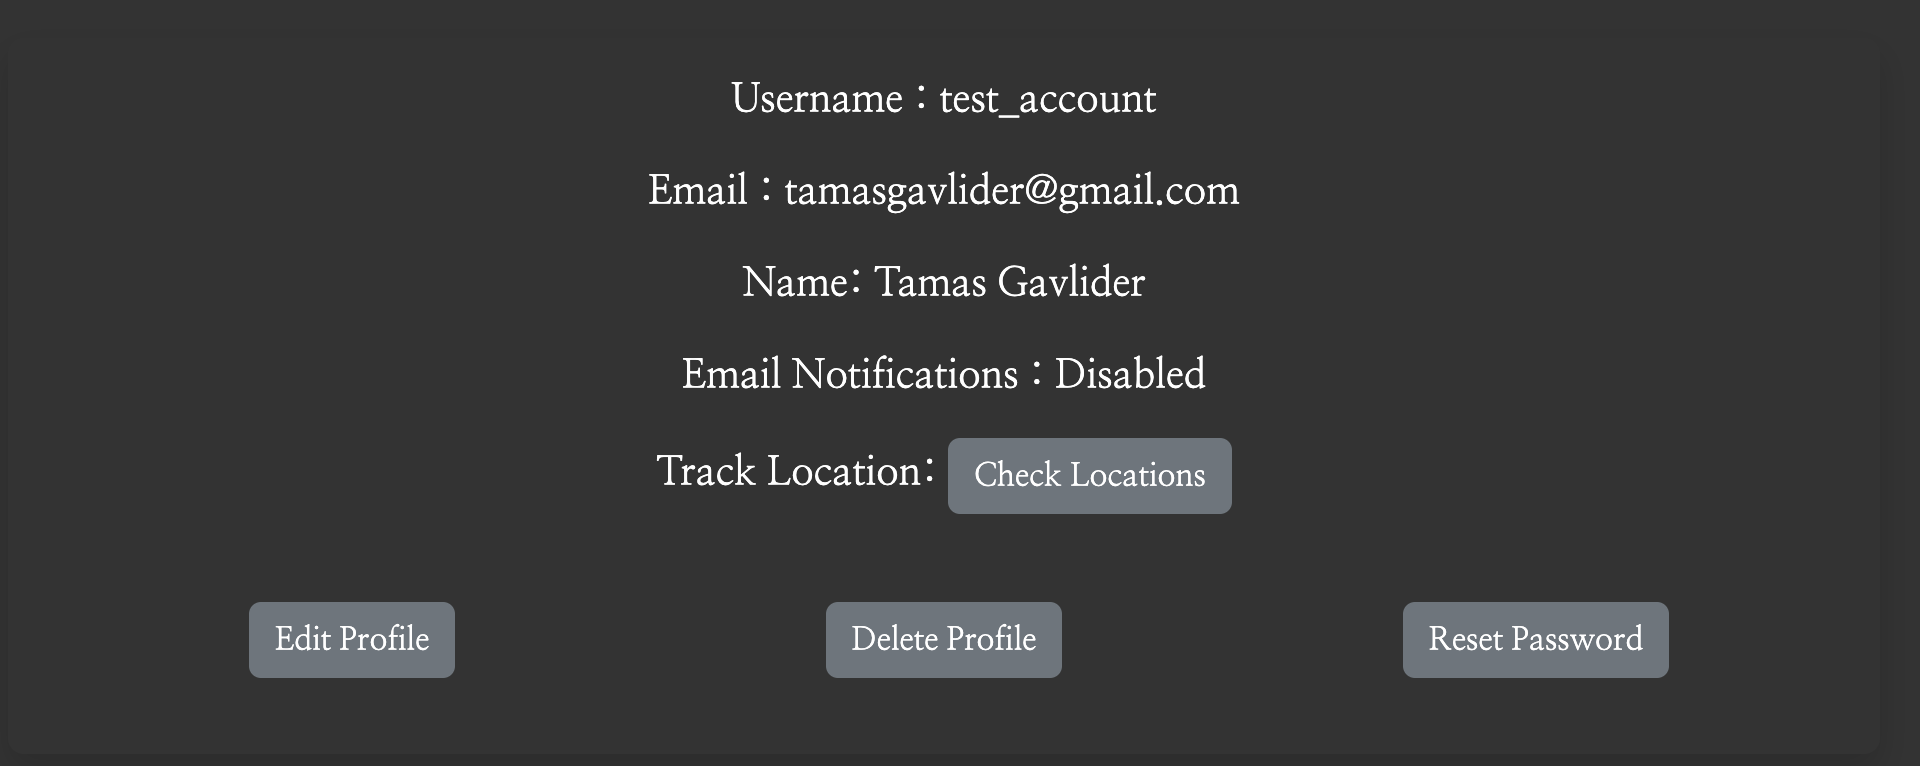 Username : test_account
Email : tamasgavlider@gmail.com
Name: Tamas Gavlider
Email Notifications : Disabled
Track Location: Check Locations
Edit Profile Delete Profile Reset Password